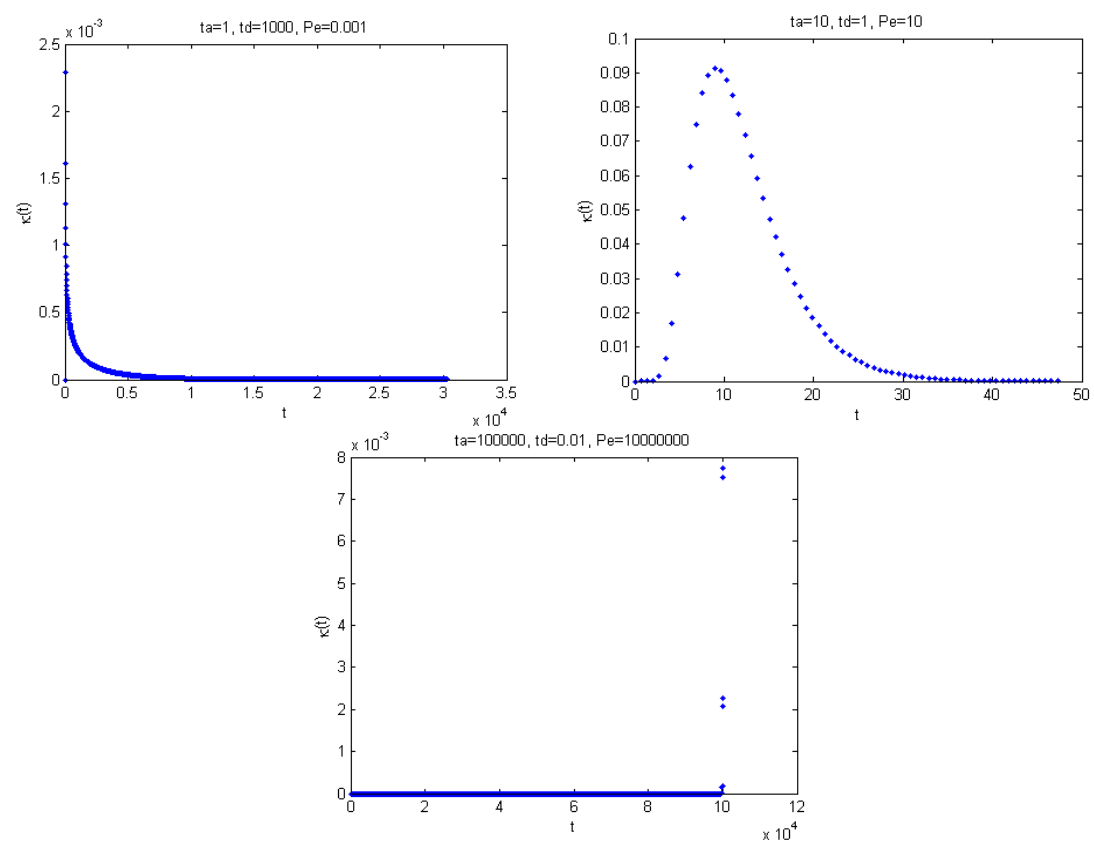 x 10^-3
ta=1, td=1000, Pe=0.001
2.5
2
1.5
1
0.5
0
κ(t)
0 0.5 1 1.5 2 2.5 3 3.5
t
x 10^4
ta=10, td=1, Pe=10
0.1
0.09
0.08
0.07
0.06
0.05
0.04
0.03
0.02
0.01
0
κ(t)
0 10 20 30 40 50
t
x 10^-3
ta=100000, td=0.01, Pe=10000000
8
7
6
5
4
3
2
1
0
κ(t)
0 2 4 6 8 10 12
t
x 10^4